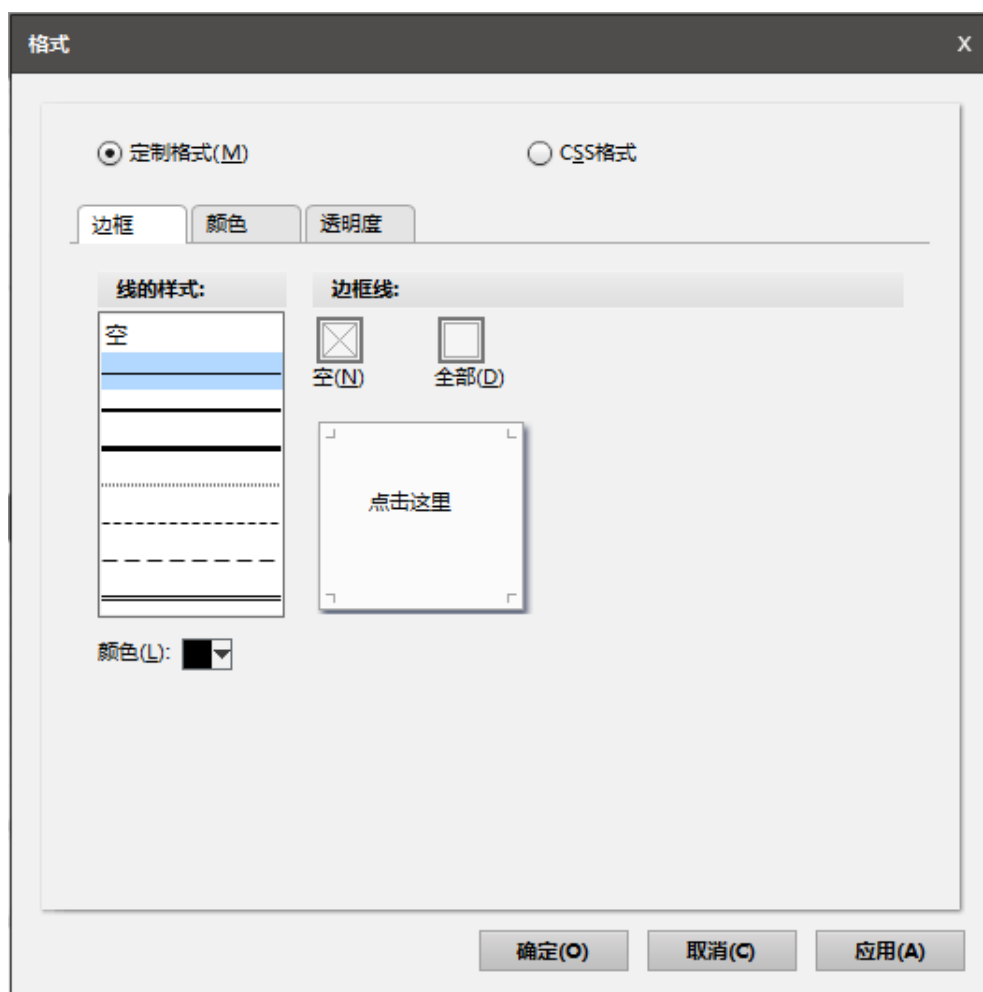 格式 X
定制格式(M) CSS格式
边框 颜色 透明度
线的样式: 边框线:
空
空(N) 全部(D)
点击这里
颜色(L):
确定(O) 取消(C) 应用(A)